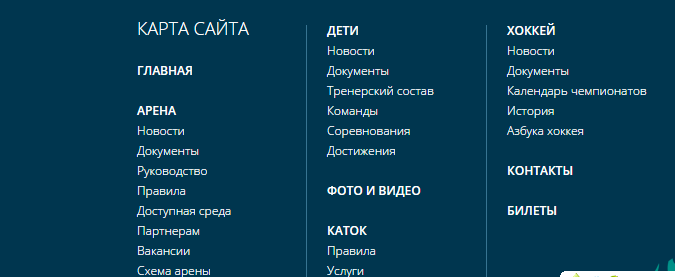 КАРТА САЙТА
ГЛАВНАЯ
АРЕНА
Новости
Документы
Руководство
Правила
Доступная среда
Партнерам
Вакансии
Схема арены
ДЕТИ
Новости
Документы
Тренерский состав
Команды
Соревнования
Достижения
ФОТО И ВИДЕО
КАТОК
Правила
Услуги
ХОККЕЙ
Новости
Документы
Календарь чемпионатов
История
Азбука хоккея
КОНТАКТЫ
БИЛЕТЫ